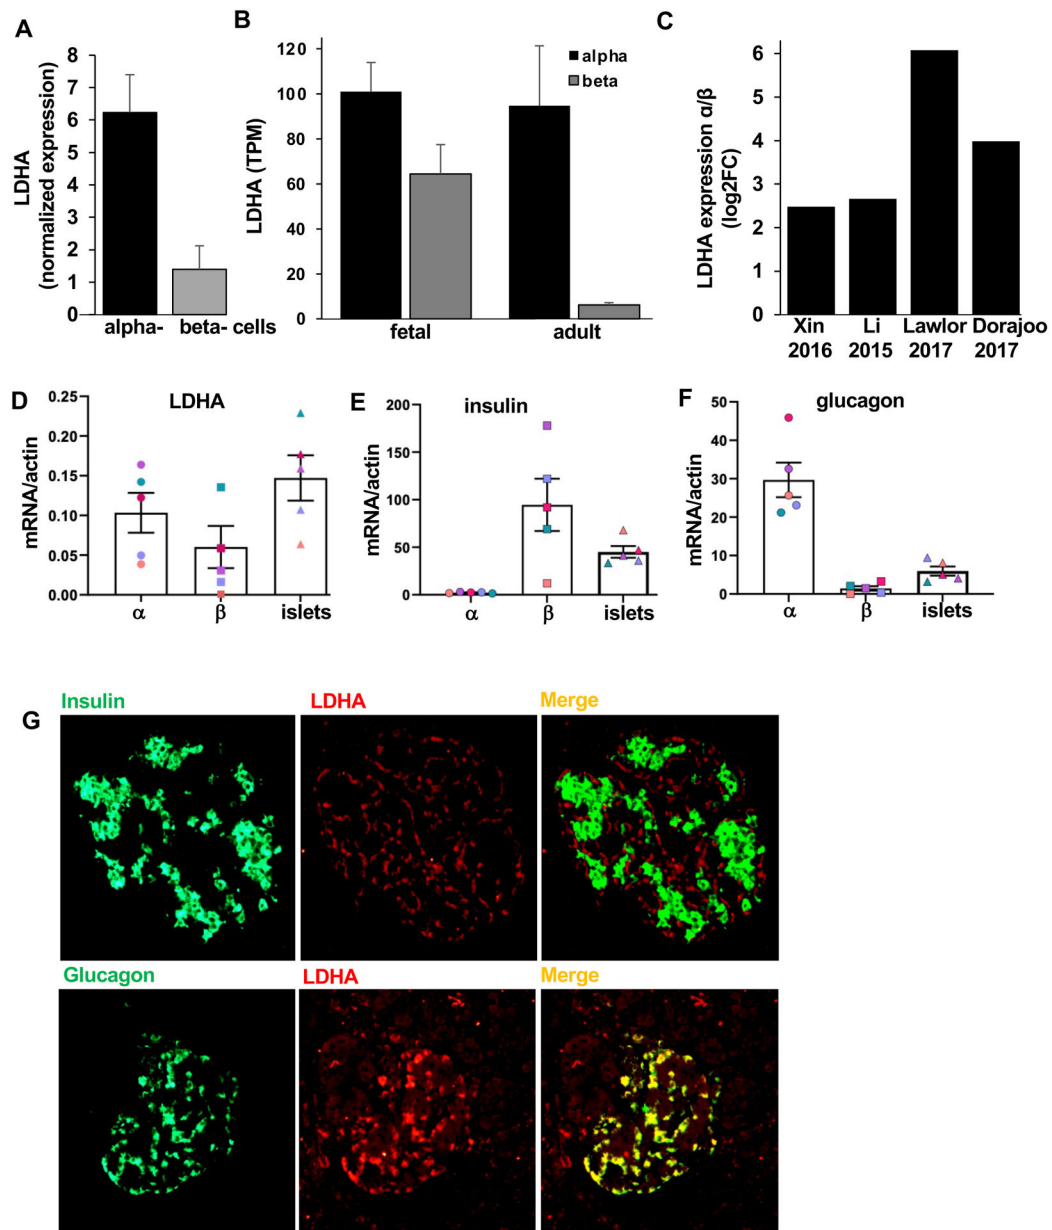 A
LDHA
(normalized expression)
8
7
6
5
4
3
2
1
0
alpha- beta- cells
B
LDHA (TPM)
120
100
80
60
40
20
0
alpha
beta
fetal adult
C
LDHA expression α/β
(log2FC)
6
5
4
3
2
1
0
Xin Li Lawlor Dorajoo
2016 2015 2017 2017
D
LDHA
mRNA/actin
0.25
0.20
0.15
0.10
0.05
0.00
α β islets
E
insulin
mRNA/actin
200
150
100
50
0
α β islets
F
glucagon
mRNA/actin
50
40
30
20
10
0
α β islets
G
Insulin LDHA Merge
Glucagon LDHA Merge